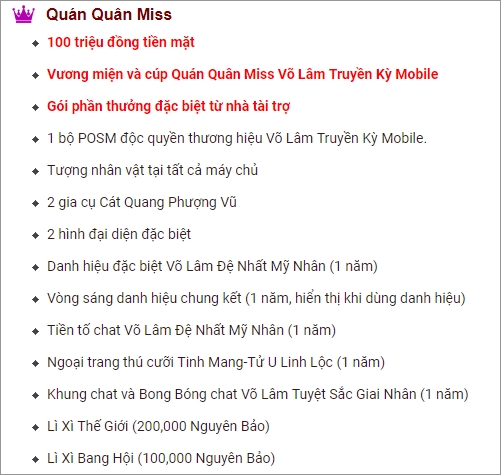 Quán Quân Miss
100 triệu đồng tiền mặt
Vương miện và cúp Quán Quân Miss Võ Lâm Truyền Kỳ Mobile
Gói phần thưởng đặc biệt từ nhà tài trợ
1 bộ POSM độc quyền thương hiệu Võ Lâm Truyền Kỳ Mobile.
Tượng nhân vật tại tất cả máy chủ
2 gia cụ Cát Quang Phượng Vũ
2 hình đại diện đặc biệt
Danh hiệu đặc biệt Võ Lâm Đệ Nhất Mỹ Nhân (1 năm)
Vòng sáng danh hiệu chung kết (1 năm, hiển thị khi dùng danh hiệu)
Tiền tố chat Võ Lâm Đệ Nhất Mỹ Nhân (1 năm)
Ngoại trang thú cưỡi Tinh Mang-Tử U Linh Lộc (1 năm)
Khung chat và Bong Bóng chat Võ Lâm Tuyệt Sắc Giai Nhân (1 năm)
Lì Xì Thế Giới (200,000 Nguyên Bảo)
Lì Xì Bang Hội (100,000 Nguyên Bảo)